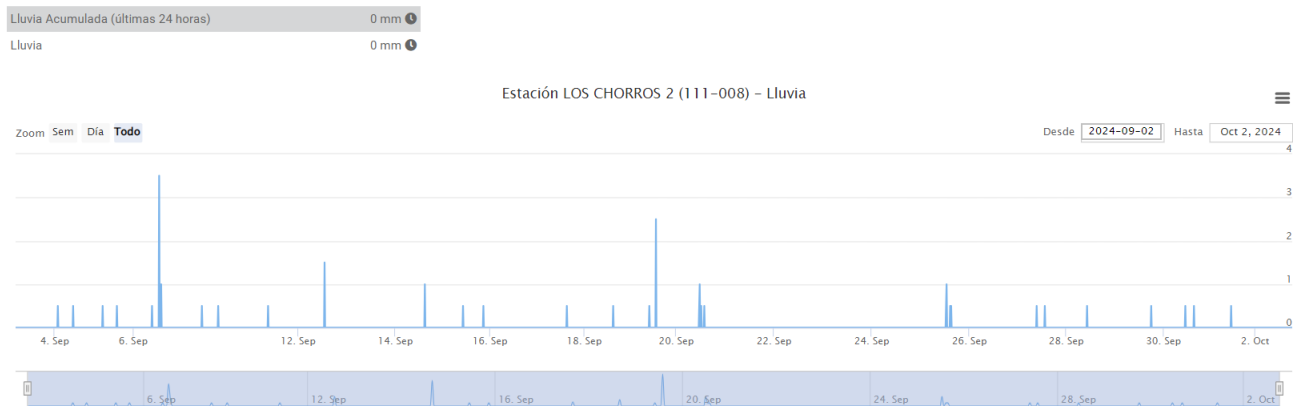 Lluvia Acumulada (últimas 24 horas) 0 mm
Lluvia 0 mm
Estación LOS CHORROS 2 (111-008) - Lluvia
Zoom Sem Día Todo Desde 2024-09-02 Hasta Oct 2, 2024
4
3
2
1
0
4. Sep 6. Sep 12. Sep 14. Sep 16. Sep 18. Sep 20. Sep 22. Sep 24. Sep 26. Sep 28. Sep 30. Sep 2. Oct
6. Sep 12. Sep 16. Sep 20. Sep 24. Sep 28. Sep 2. Oct